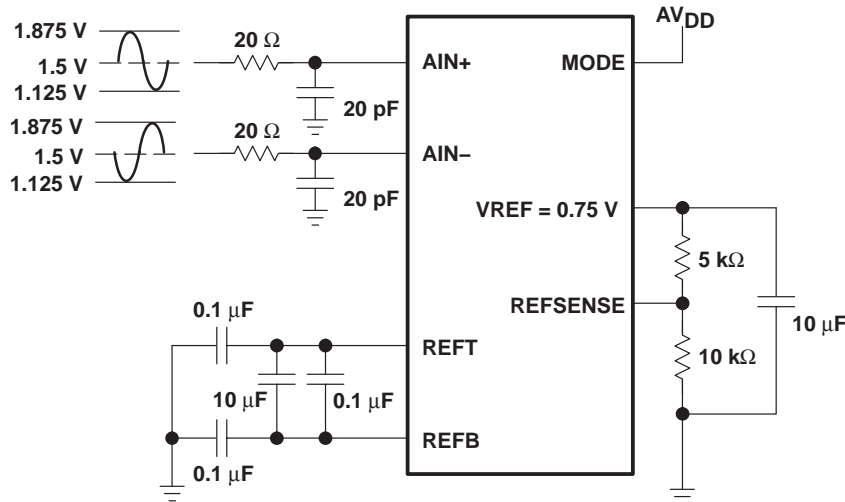 1.875 V
1.5 V
1.125 V
20 Ω
20 pF
AIN+
1.875 V
1.5 V
1.125 V
20 Ω
20 pF
AIN−
MODE
AVDD
VREF = 0.75 V
5 kΩ
REFSENSE
10 kΩ
10 μF
0.1 μF
REFT
10 μF
0.1 μF
REFB
0.1 μF